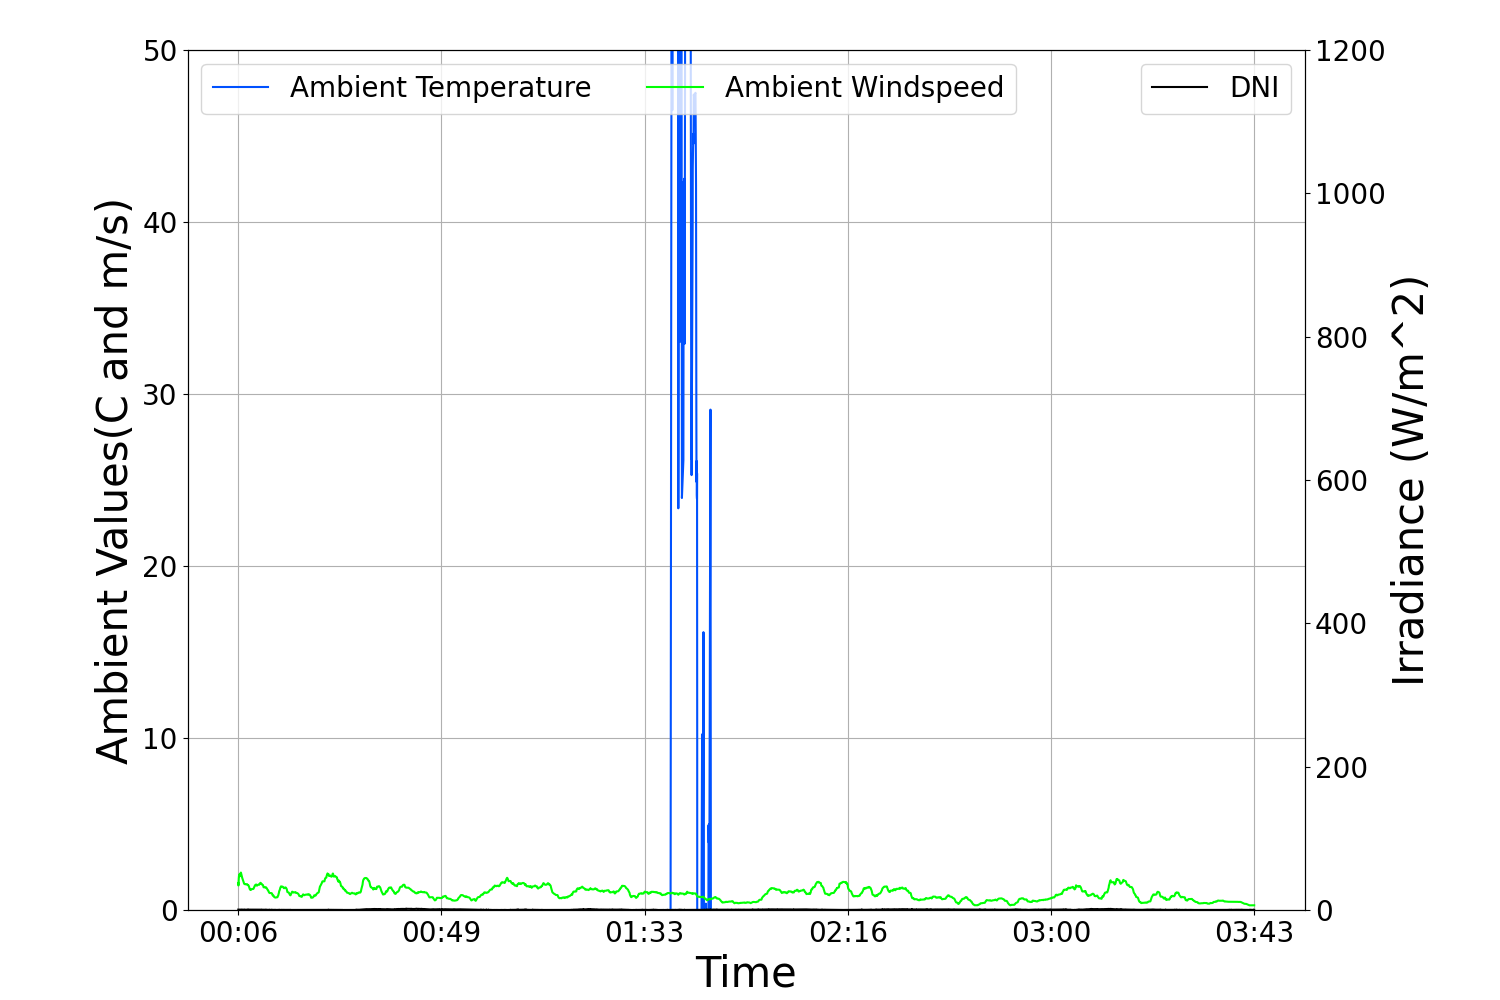 Ambient Temperature Ambient Windspeed DNI
50
40
30
20
10
0
1200
1000
800
600
400
200
0
Ambient Values(C and m/s)
Irradiance (W/m^2)
00:06 00:49 01:33 02:16 03:00 03:43
Time